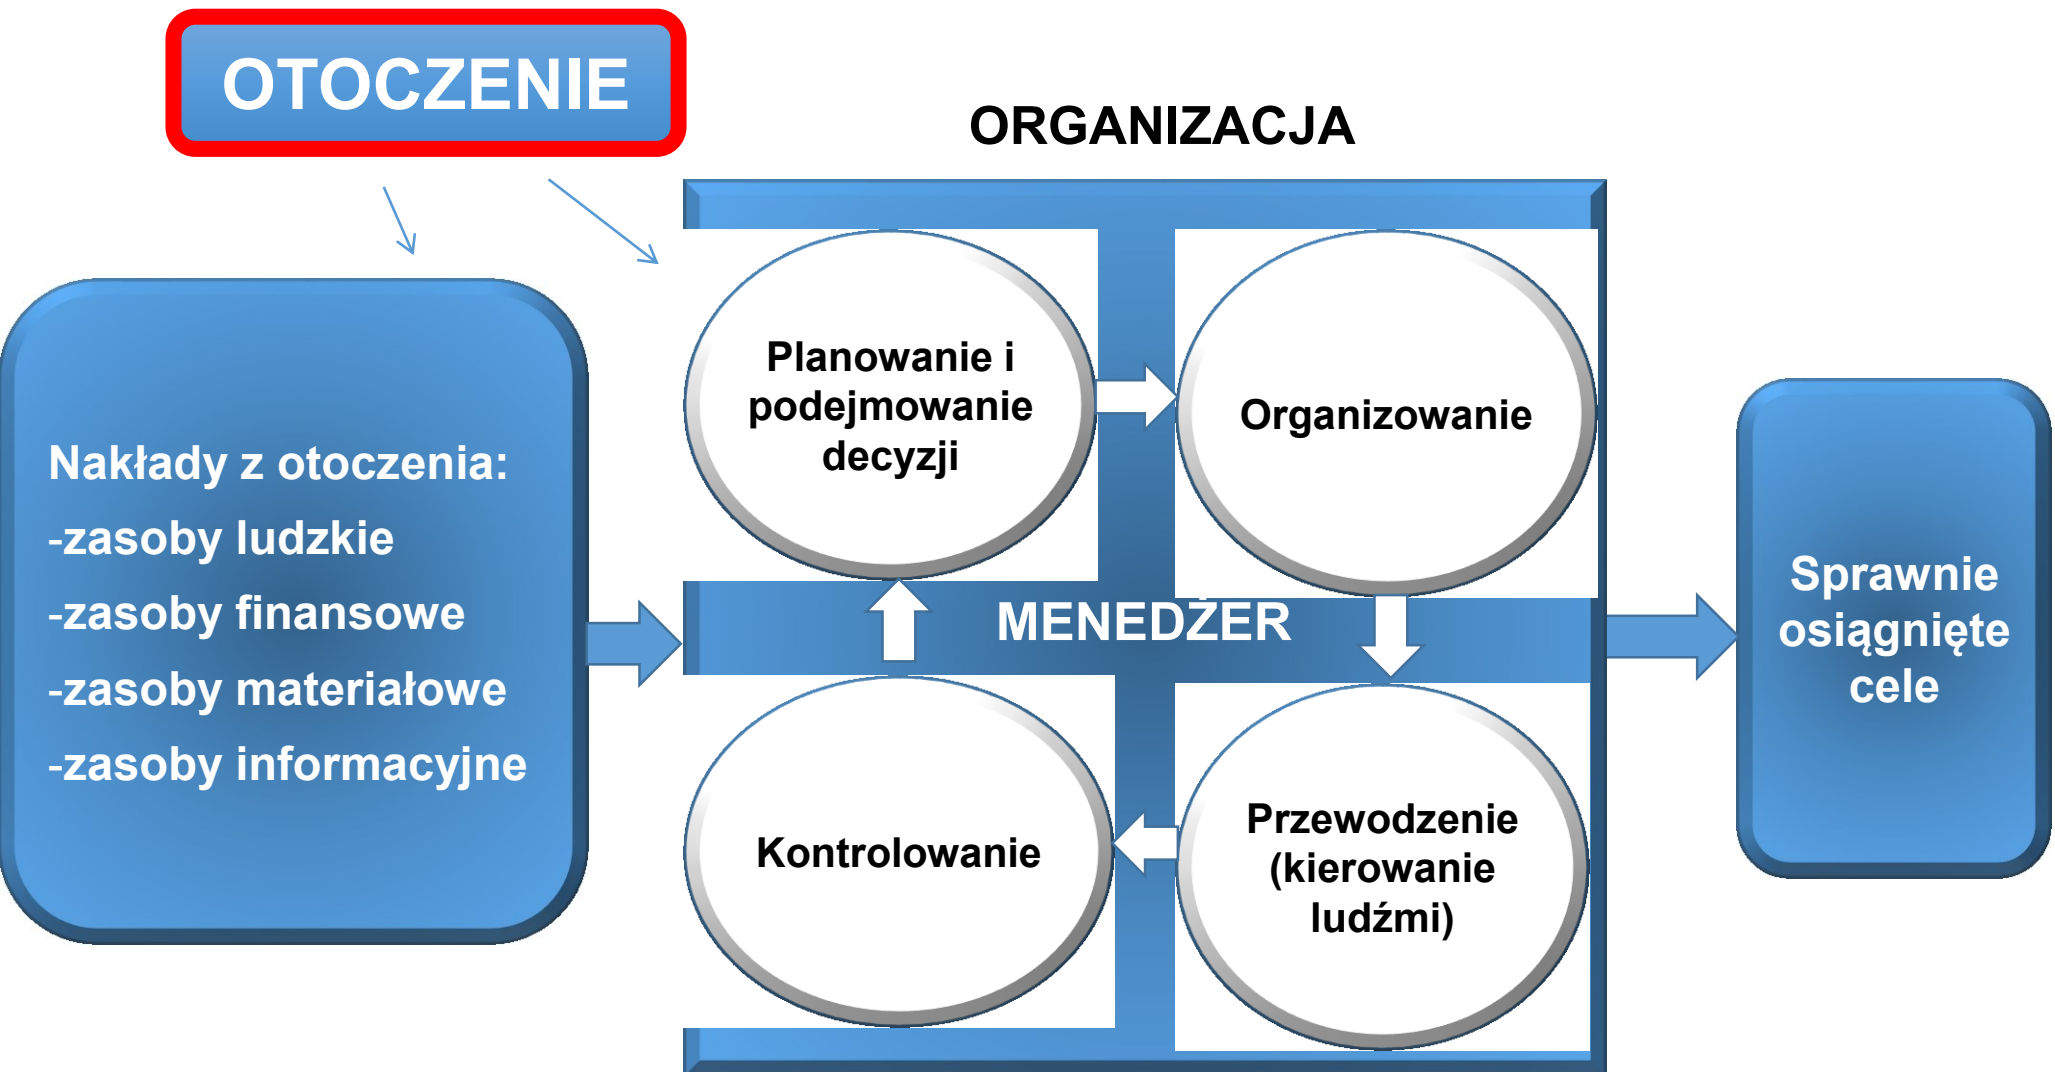 OTOCZENIE
ORGANIZACJA
Nakłady z otoczenia:
-zasoby ludzkie
-zasoby finansowe
-zasoby materiałowe
-zasoby informacyjne
Planowanie i
podejmowanie
decyzji
Organizowanie
MENEDŻER
Kontrolowanie
Przewodzenie
(kierowanie
ludźmi)
Sprawnie
osiągnięte
cele